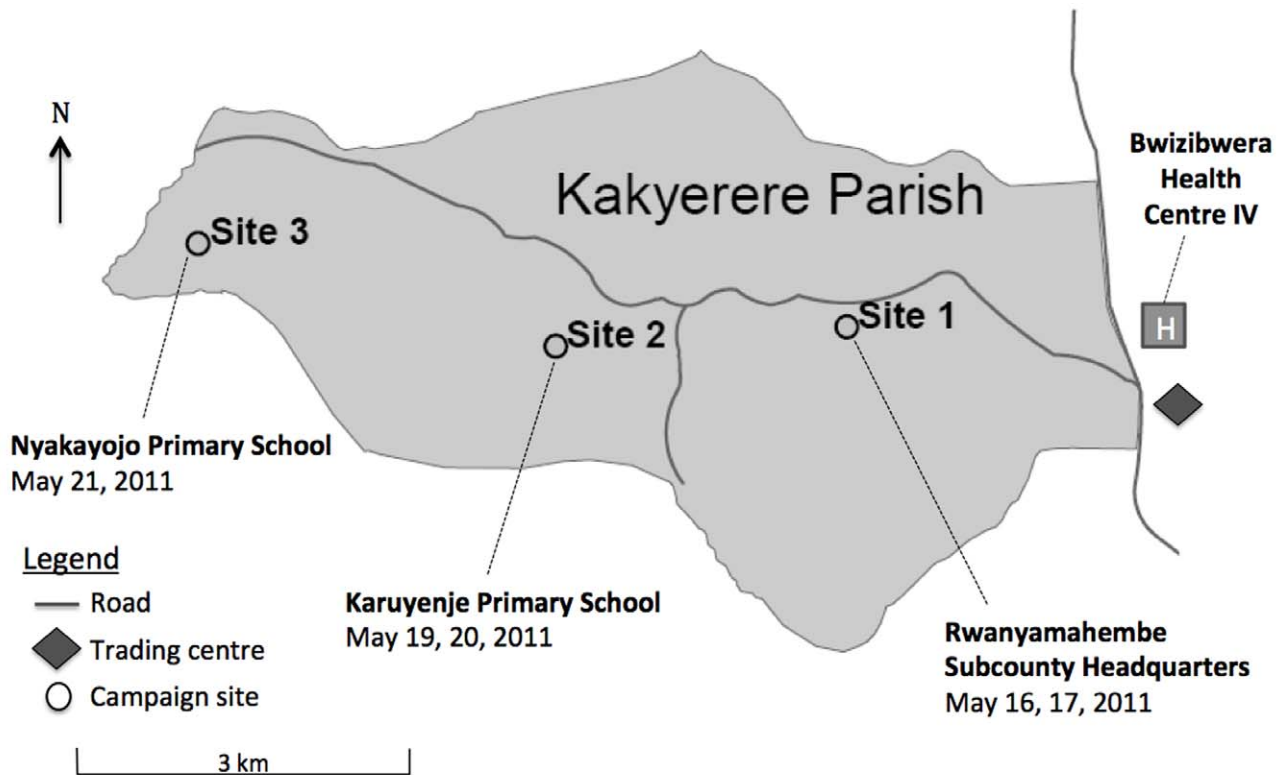 N
Bwizibwera
Health
Centre IV
Kakyerere Parish
Site 3
H
Site 1
Site 2
Nyakayojo Primary School
May 21, 2011
Legend
Road
Trading centre
Campaign site
Karuyenje Primary School
May 19, 20, 2011
Rwanyamahembe
Subcounty Headquarters
May 16, 17, 2011
3 km